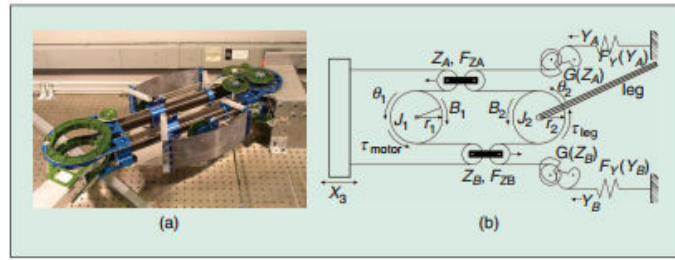 Z_A, F_ZA
Y_A
F_Y(Y_A)
G(Z_A)
θ_1
θ_2
leg
J_1
r_1
B_1
B_2
J_2
r_2
τ_motor
τ_leg
G(Z_B)
Z_B, F_ZB
F_Y(Y_B)
X_3
Y_B
(a)
(b)